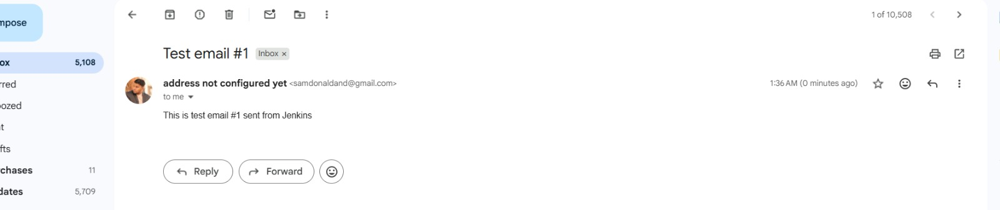 mpose
1 of 10,508
Test email #1 Inbox ×
ox 5,108
address not configured yet <samdonaldand@gmail.com> 1:36 AM (0 minutes ago)
rred
to me
ozed
This is test email #1 sent from Jenkins
t
fts
rchases 11
Reply Forward
dates 5,709